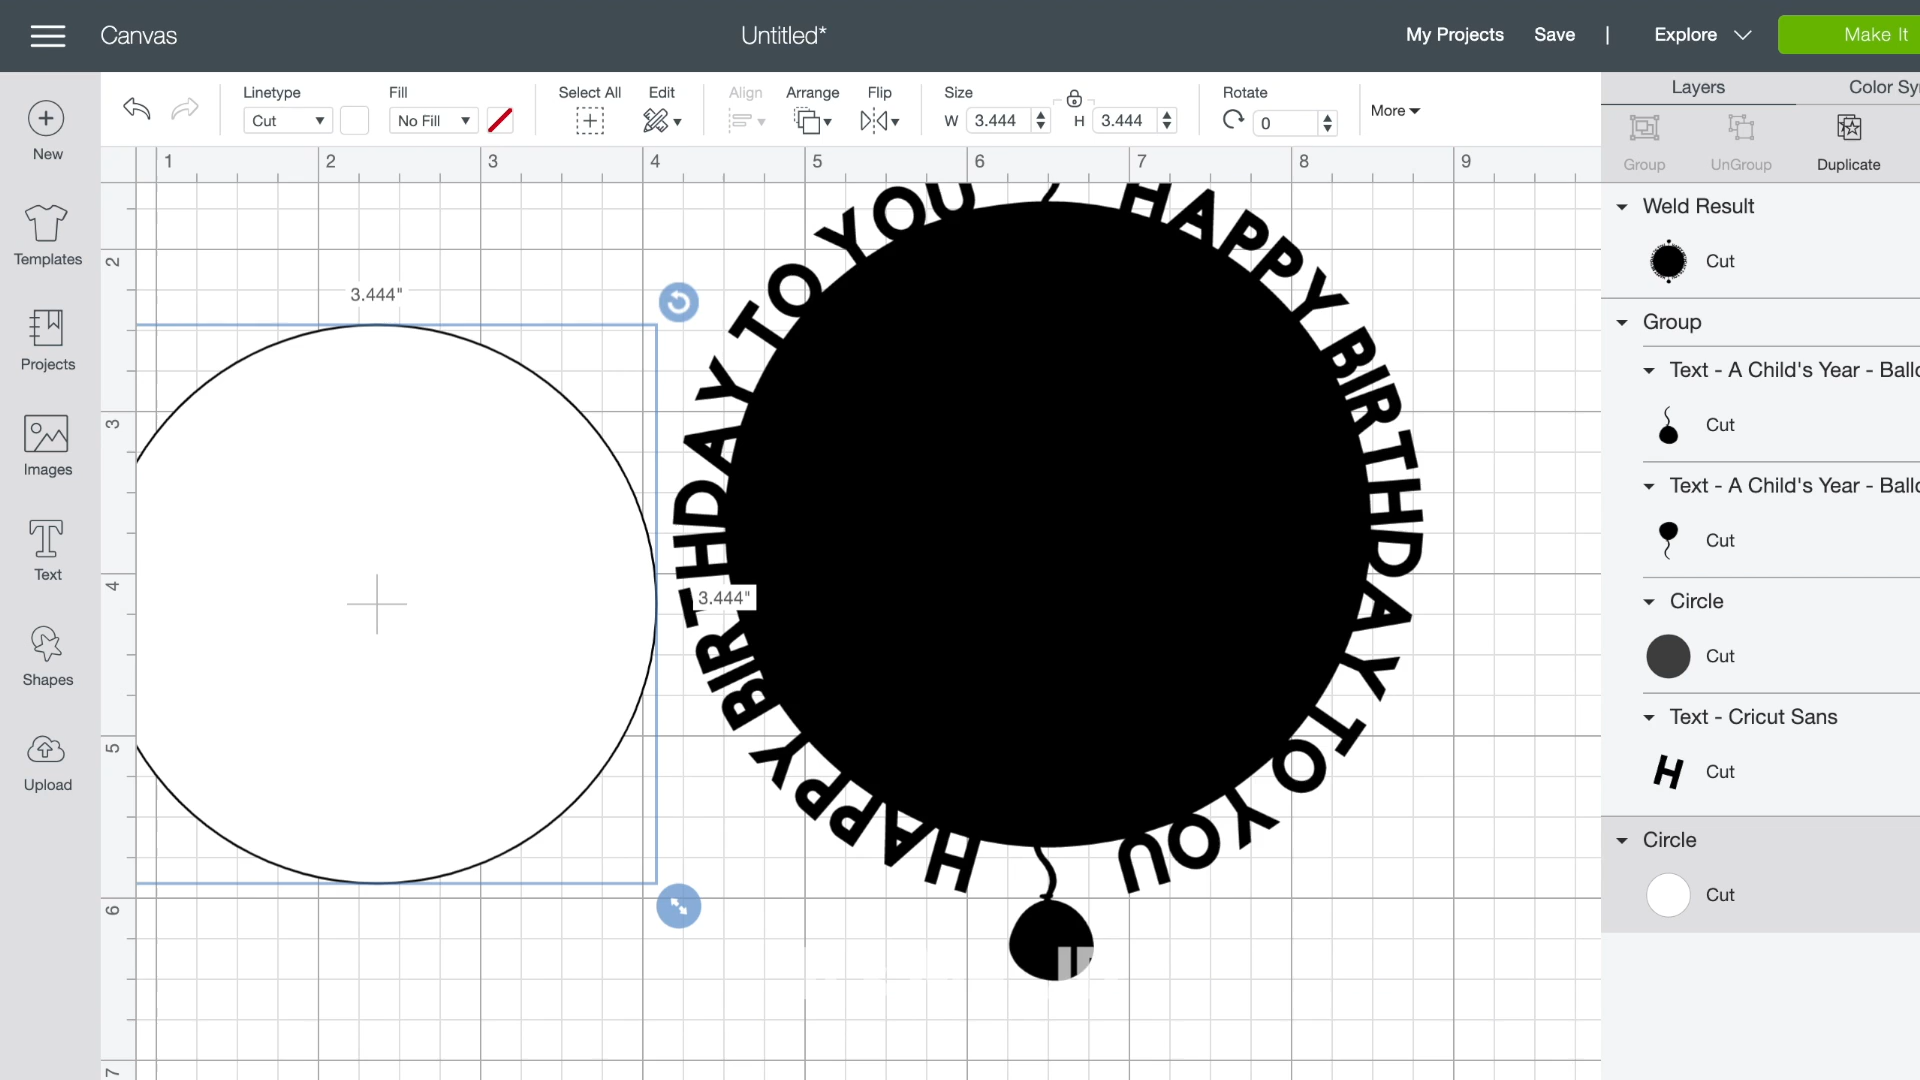 Canvas
Untitled*
My Projects
Save
|
Explore
Make It
New
Templates
Projects
Images
Text
Shapes
Upload
Linetype
Cut
Fill
No Fill
Select All
Edit
Align
Arrange
Flip
Size
W 3.444
H 3.444
Rotate
0
More
1 2 3 4 5 6 7 8 9
2
3
4
5
6
7
3.444"
3.444"
HAPPY BIRTHDAY TO YOU
HAPPY BIRTHDAY TO YOU
Layers
Color
Group
UnGroup
Duplicate
Weld Result
Cut
Group
Text - A Child's Year -
Cut
Text - A Child's Year -
Cut
Circle
Cut
Text - Cricut Sans
H Cut
Circle
Cut